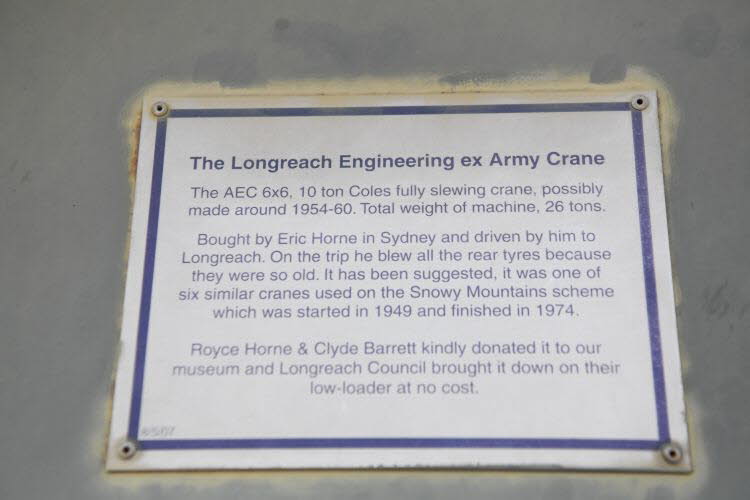 The Longreach Engineering ex Army Crane
The AEC 6x6, 10 ton Coles fully slewing crane, possibly
made around 1954-60. Total weight of machine, 26 tons.
Bought by Eric Horne in Sydney and driven by him to
Longreach. On the trip he blew all the rear tyres because
they were so old. It has been suggested, it was one of
six similar cranes used on the Snowy Mountains scheme
which was started in 1949 and finished in 1974.
Royce Horne & Clyde Barrett kindly donated it to our
museum and Longreach Council brought it down on their
low-loader at no cost.